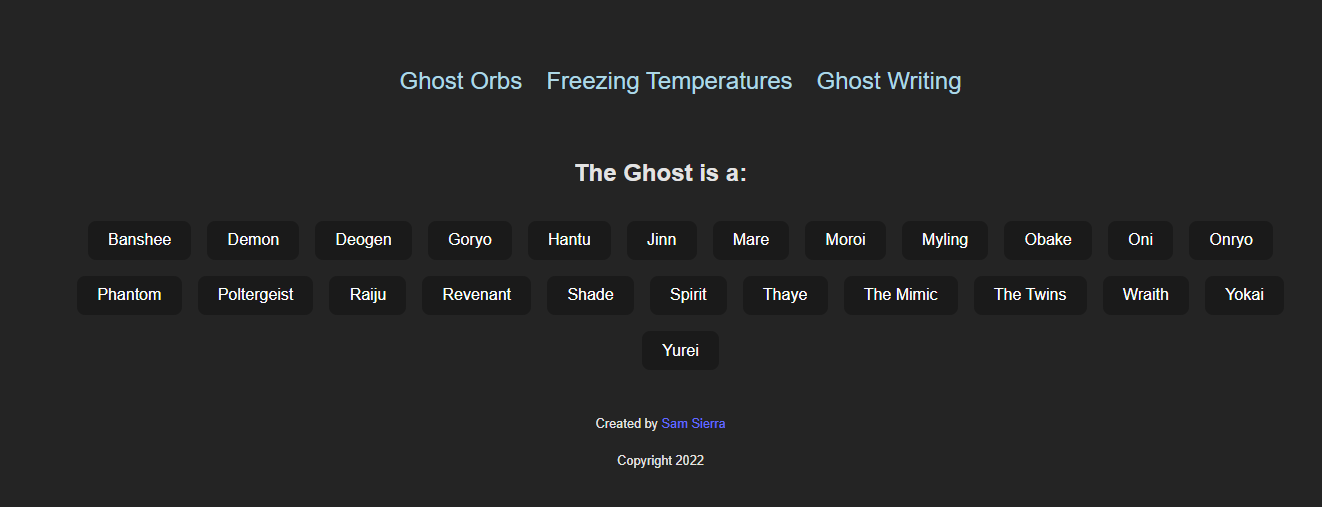 Ghost Orbs Freezing Temperatures Ghost Writing
The Ghost is a:
Banshee Demon Deogen Goryo Hantu Jinn Mare Moroi Myling Obake Oni Onryo
Phantom Poltergeist Raiju Revenant Shade Spirit Thaye The Mimic The Twins Wraith Yokai
Yurei
Created by Sam Sierra
Copyright 2022